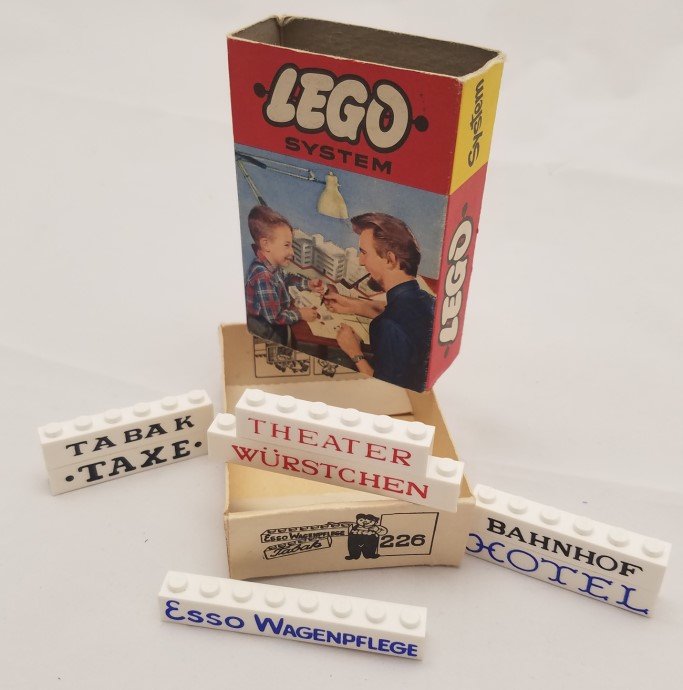 LEGO
SYSTEM
System
LEGO
TABAK
•TAXE•
THEATER
WÜRSTCHEN
BAHNHOF
HOTEL
ESSO WAGENPFLEGE
Tabak
226
Esso WAGENPFLEGE